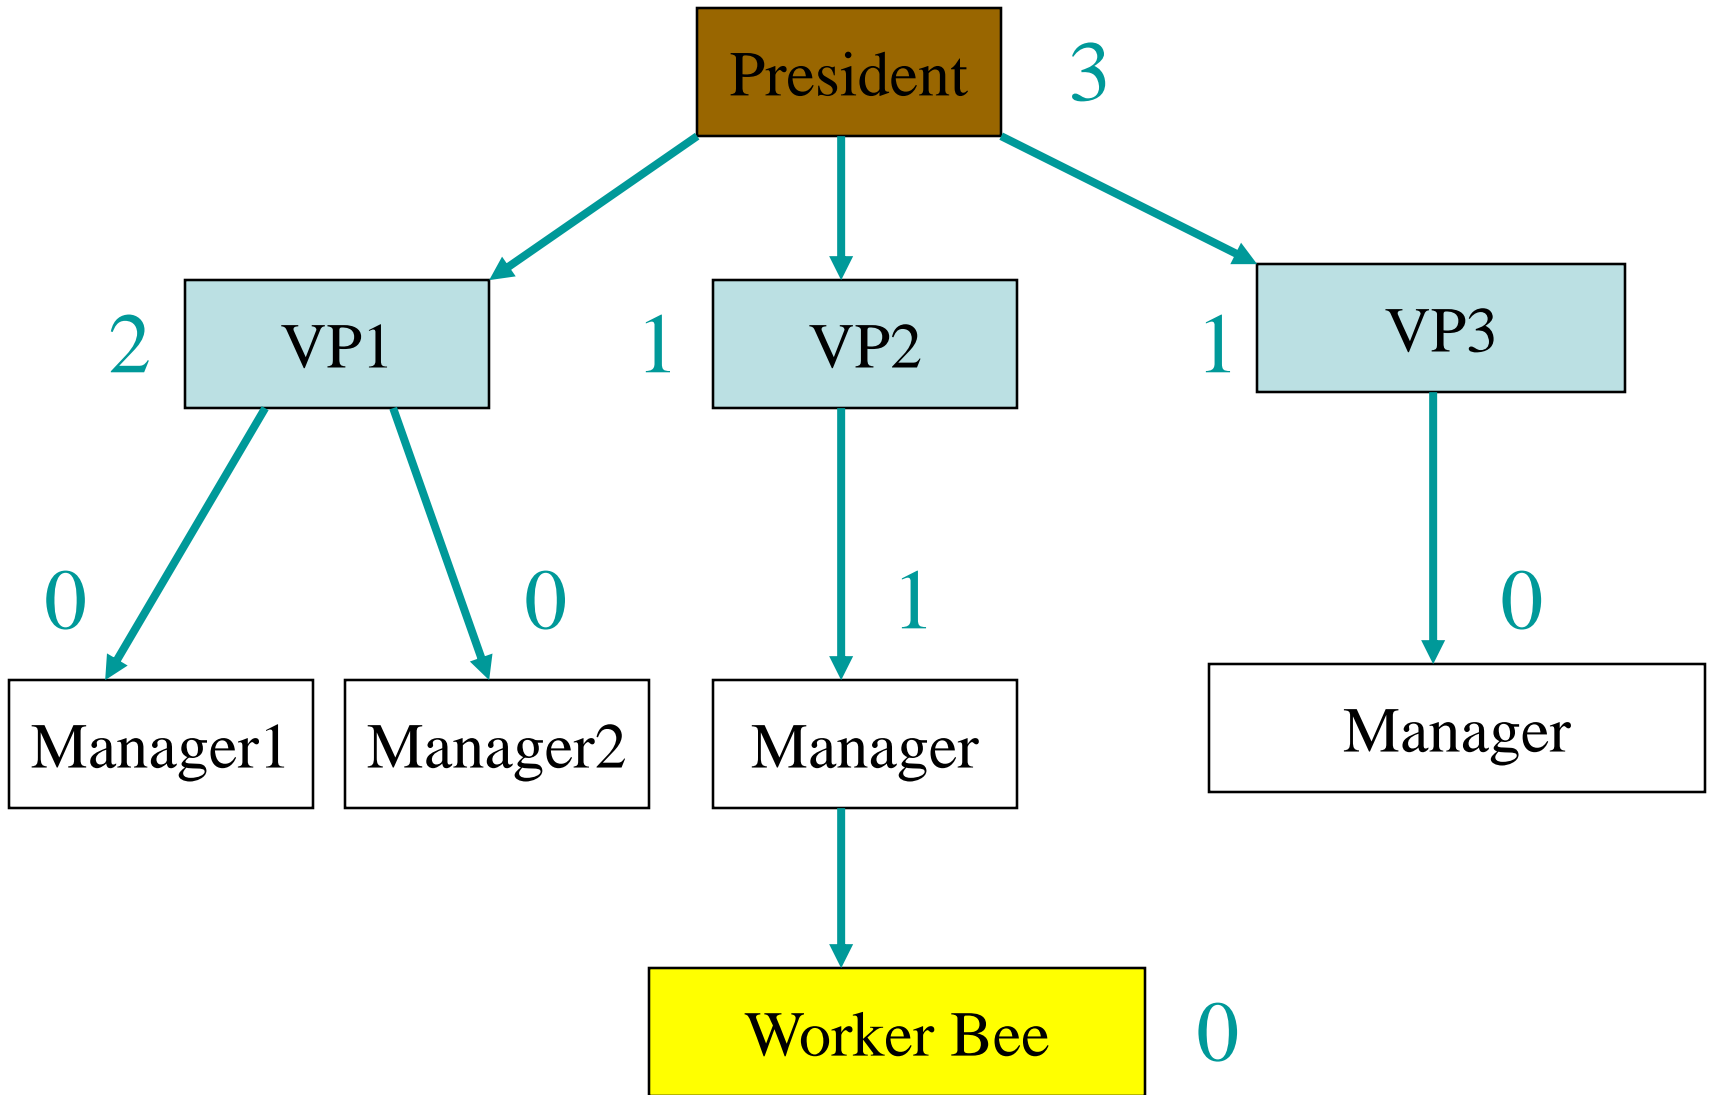 President 3
2 VP1 1 VP2 1 VP3
0 0 1 0
Manager1 Manager2 Manager Manager
Worker Bee 0